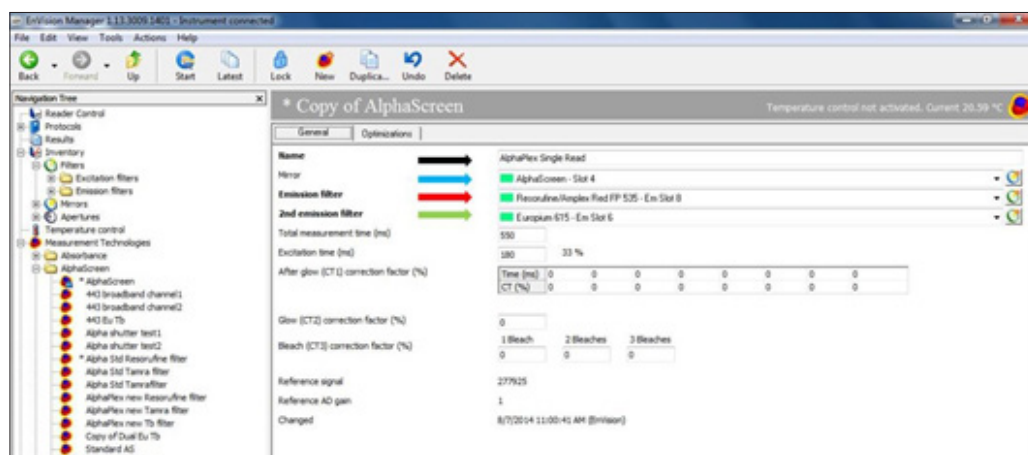 EnVision Manager 1.13.3009.1401 - Instrument connected
File Edit View Tools Actions Help
Back Forward Up Start Latest Lock New Duplica... Undo Delete
Navigation Tree
Reader Control
Protocols
Results
Inventory
Filters
Excitation filters
Emission filters
Mirrors
Apertures
Temperature control
Measurement Technologies
Absorbance
AlphaScreen
* AlphaScreen
443 broadband channel1
443 broadband channel2
443 Eu Tb
Alpha shutter test1
Alpha shutter test2
* Alpha Std Resorufine filter
Alpha Std Tamra filter
Alpha Std Tamrafilter
AlphaPlex new Resorufine filter
AlphaPlex new Tamra filter
AlphaPlex new Tb filter
Copy of Dual Eu Tb
Standard AS
* Copy of AlphaScreen
Temperature control not activated. Current 20.59 °C
General Optimizations
Name AlphaPlex Single Read
Mirror AlphaScreen - Slot 4
Emission filter Resorufine/Amplex Red FP 535 - Em Slot 8
2nd emission filter Europium 615 - Em Slot 6
Total measurement time (ms) 550
Excitation time (ms) 180 33 %
After glow (CT1) correction factor (%) Time (ms) 0 0 0 0 0 0 0 0
CT (%) 0 0 0 0 0 0 0 0
Glow (CT2) correction factor (%) 0
Bleach (CT3) correction factor (%) 1 Bleach 2 Bleaches 3 Bleaches
0 0 0
Reference signal 277925
Reference AD gain 1
Changed 8/7/2014 11:00:41 AM (EnVision)